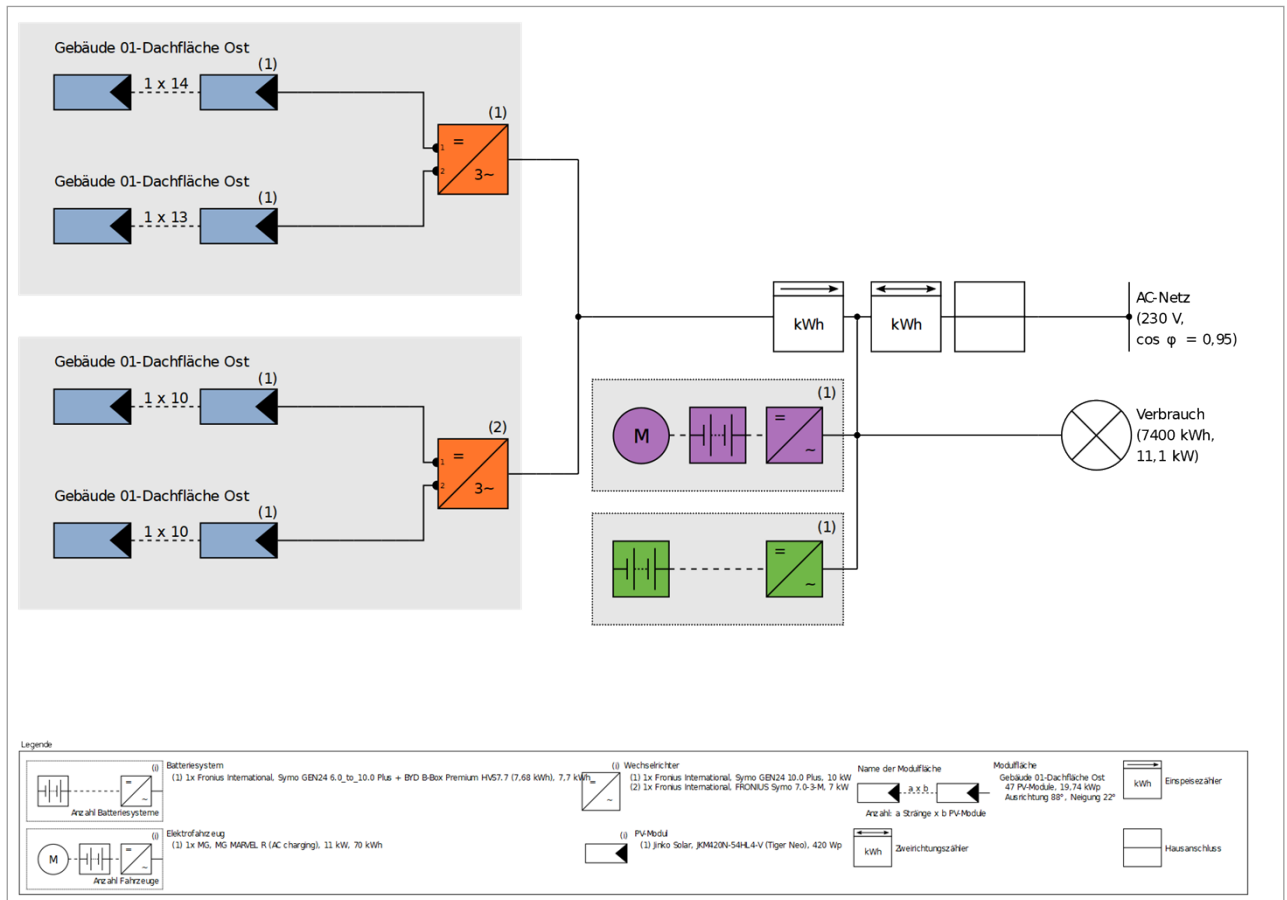 Gebäude 01-Dachfläche Ost
(1)
1 x 14
(1)
1
=
3~
Gebäude 01-Dachfläche Ost
(1)
1 x 13
2
Gebäude 01-Dachfläche Ost
(1)
1 x 10
(2)
1
=
3~
Gebäude 01-Dachfläche Ost
(1)
1 x 10
2
kWh
kWh
AC-Netz
(230 V,
cos φ = 0,95)
(1)
M
=
~
Verbrauch
(7400 kWh,
11,1 kW)
(1)
=
~
Legende
(i)
=
~
Anzahl Batteriesysteme
Batteriesystem
(1) 1x Fronius International, Symo GEN24 6.0_to_10.0 Plus + BYD B-Box Premium HVS7.7 (7,68 kWh), 7,7 kWh
(i)
M
=
~
Anzahl Fahrzeuge
Elektrofahrzeug
(1) 1x MG, MG MARVEL R (AC charging), 11 kW, 70 kWh
=
~
(i) Wechselrichter
(1) 1x Fronius International, Symo GEN24 10.0 Plus, 10 kW
(2) 1x Fronius International, FRONIUS Symo 7.0-3-M, 7 kW
(i) PV-Modul
(1) Jinko Solar, JKM420N-54HL4-V (Tiger Neo), 420 Wp
Name der Modufläche
a x b
Anzahl: a Stränge x b PV-Module
kWh
Zweirichtungszähler
Modufläche
Gebäude 01-Dachfläche Ost
47 PV-Module, 19,74 kWp
Ausrichtung 88°, Neigung 22°
kWh
Einspeisezähler
Hausanschluss